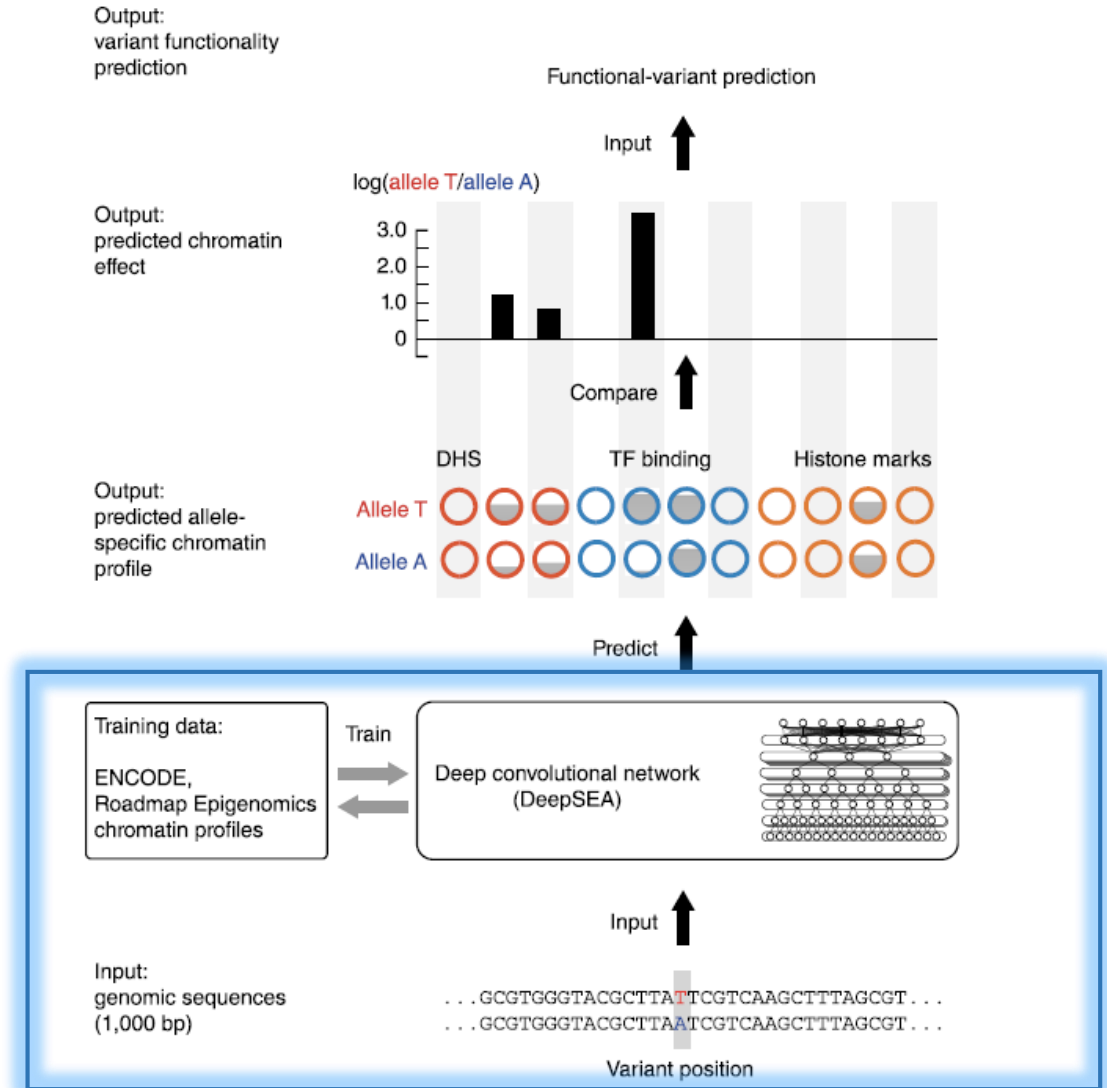 Output:
variant functionality
prediction
Functional-variant prediction
Input
log(allele T/allele A)
Output:
predicted chromatin
effect
3.0
2.0
1.0
0
Compare
DHS
TF binding
Histone marks
Output:
predicted allele-
specific chromatin
profile
Allele T
Allele A
Predict
Training data:
ENCODE,
Roadmap Epigenomics
chromatin profiles
Train
Deep convolutional network
(DeepSEA)
Input
Input:
genomic sequences
(1,000 bp)
...GCGTGGGTACGCTTATTCGTCAAGCTTTAGCGT...
...GCGTGGGTACGCTTAATCGTCAAGCTTTAGCGT...
Variant position